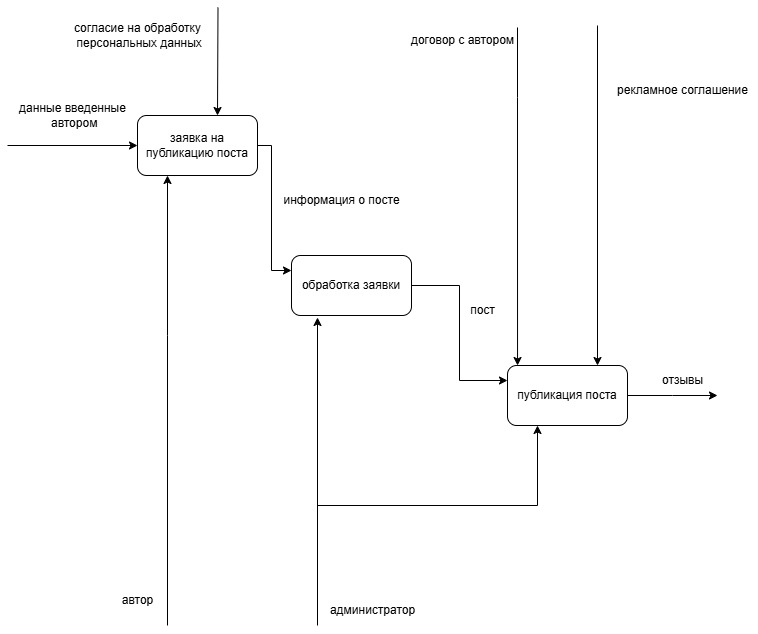 согласие на обработку
персональных данных
договор с автором
рекламное соглашение
данные введенные
автором
заявка на
публикацию поста
информация о посте
обработка заявки
пост
отзывы
публикация поста
автор
администратор